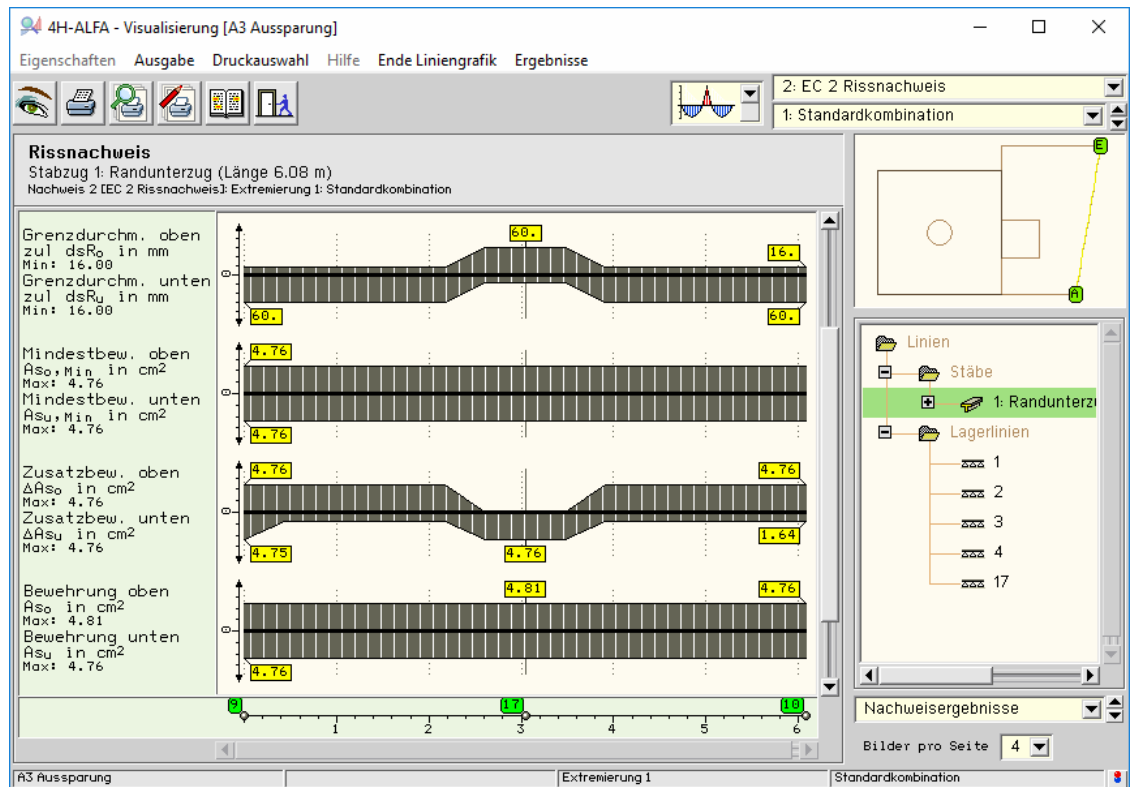 4H-ALFA - Visualisierung [A3 Aussparung]
Eigenschaften Ausgabe Druckauswahl Hilfe Ende Liniengrafik Ergebnisse
2: EC 2 Rissnachweis
1: Standardkombination
Rissnachweis
Stabzug 1: Randunterzug (Länge 6.08 m)
Nachweis 2 [EC 2 Rissnachweis]: Extremierung 1: Standardkombination
E
A
Grenzdurchm. oben
zul dsRo in mm
Min: 16.00
Grenzdurchm. unten
zul dsRu in mm
Min: 16.00
0
60.
16.
60.
60.
Mindestbew. oben
Aso,Min in cm2
Max: 4.76
Mindestbew. unten
Asu,Min in cm2
Max: 4.76
0
4.76
4.76
Zusatzbew. oben
ΔAso in cm2
Max: 4.76
Zusatzbew. unten
ΔAsu in cm2
Max: 4.76
0
4.76
4.76
4.75
4.76
1.64
Bewehrung oben
Aso in cm2
Max: 4.81
Bewehrung unten
Asu in cm2
Max: 4.76
0
4.81
4.76
4.76
9
17
10
1 2 3 4 5 6
Linien
Stäbe
1: Randunterzu
Lagerlinien
1
2
3
4
17
Nachweisergebnisse
Bilder pro Seite 4
A3 Aussparung
Extremierung 1
Standardkombination